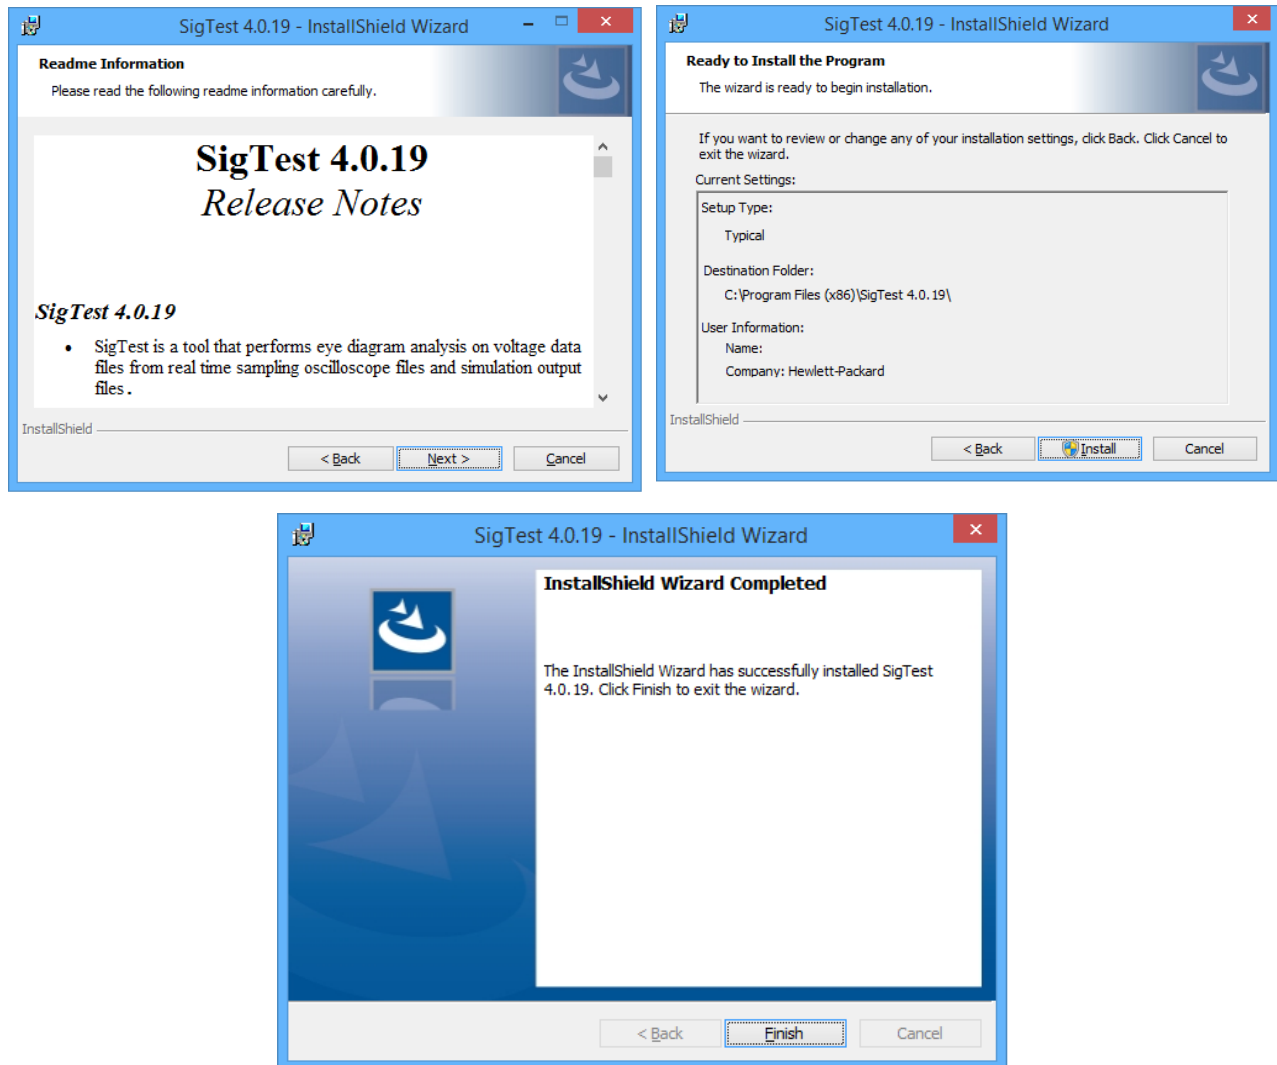 SigTest 4.0.19 - InstallShield Wizard
Readme Information
Please read the following readme information carefully.
SigTest 4.0.19
Release Notes
SigTest 4.0.19
• SigTest is a tool that performs eye diagram analysis on voltage data
files from real time sampling oscilloscope files and simulation output
files.
InstallShield
< Back
Next >
Cancel
SigTest 4.0.19 - InstallShield Wizard
Ready to Install the Program
The wizard is ready to begin installation.
If you want to review or change any of your installation settings, click Back. Click Cancel to
exit the wizard.
Current Settings:
Setup Type:
Typical
Destination Folder:
C:\Program Files (x86)\SigTest 4.0.19\
User Information:
Name:
Company: Hewlett-Packard
InstallShield
< Back
Install
Cancel
SigTest 4.0.19 - InstallShield Wizard
InstallShield Wizard Completed
The InstallShield Wizard has successfully installed SigTest
4.0.19. Click Finish to exit the wizard.
< Back
Finish
Cancel